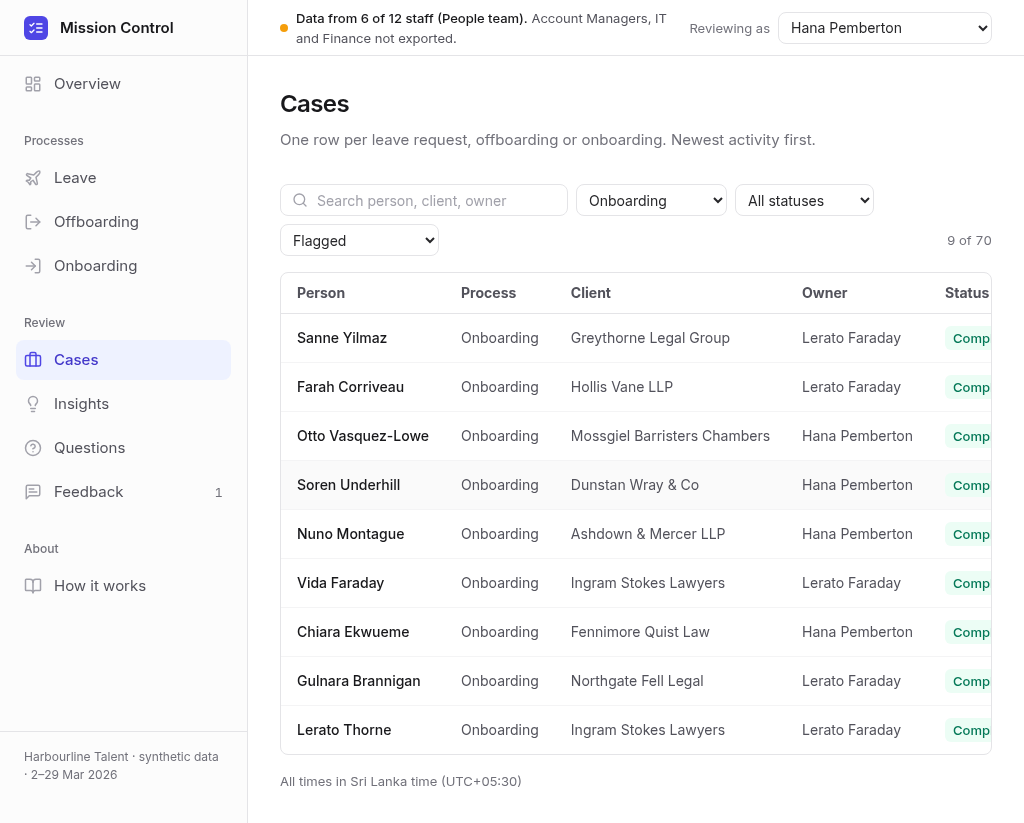 Mission Control
Data from 6 of 12 staff (People team). Account Managers, IT
and Finance not exported.
Reviewing as
Hana Pemberton
Overview
Processes
Leave
Offboarding
Onboarding
Review
Cases
Insights
Questions
Feedback 1
About
How it works
Harbourline Talent · synthetic data
· 2–29 Mar 2026
Cases
One row per leave request, offboarding or onboarding. Newest activity first.
Search person, client, owner
Onboarding
All statuses
Flagged
9 of 70
Person Process Client Owner Status
Sanne Yilmaz Onboarding Greythorne Legal Group Lerato Faraday Comp
Farah Corriveau Onboarding Hollis Vane LLP Lerato Faraday Comp
Otto Vasquez-Lowe Onboarding Mossgiel Barristers Chambers Hana Pemberton Comp
Soren Underhill Onboarding Dunstan Wray & Co Hana Pemberton Comp
Nuno Montague Onboarding Ashdown & Mercer LLP Hana Pemberton Comp
Vida Faraday Onboarding Ingram Stokes Lawyers Lerato Faraday Comp
Chiara Ekwueme Onboarding Fennimore Quist Law Hana Pemberton Comp
Gulnara Brannigan Onboarding Northgate Fell Legal Lerato Faraday Comp
Lerato Thorne Onboarding Ingram Stokes Lawyers Lerato Faraday Comp
All times in Sri Lanka time (UTC+05:30)